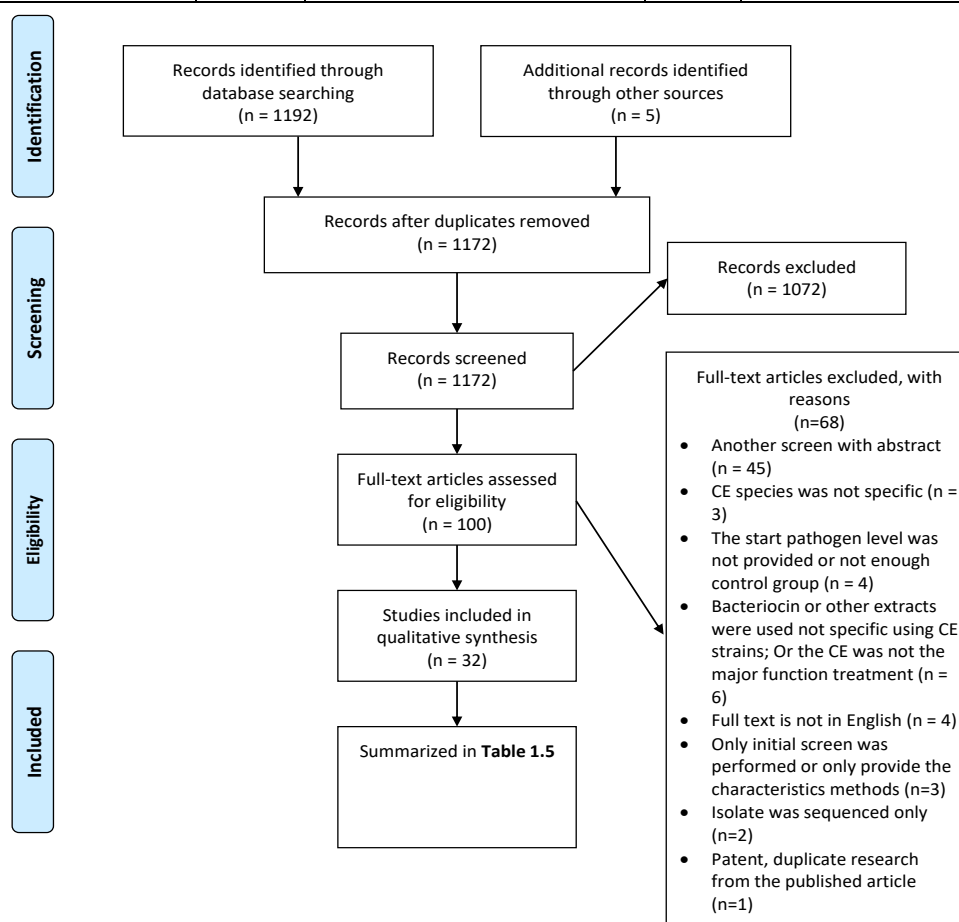 Identification
Records identified through
database searching
(n = 1192)
Additional records identified
through other sources
(n = 5)
Records after duplicates removed
(n = 1172)
Screening
Records excluded
(n = 1072)
Records screened
(n = 1172)
Full-text articles excluded, with
reasons
(n=68)
• Another screen with abstract
(n = 45)
• CE species was not specific (n =
3)
• The start pathogen level was
not provided or not enough
control group (n = 4)
• Bacteriocin or other extracts
were used not specific using CE
strains; Or the CE was not the
major function treatment (n =
6)
• Full text is not in English (n = 4)
• Only initial screen was
performed or only provide the
characteristics methods (n=3)
• Isolate was sequenced only
(n=2)
• Patent, duplicate research
from the published article
(n=1)
Eligibility
Full-text articles assessed
for eligibility
(n = 100)
Studies included in
qualitative synthesis
(n = 32)
Included
Summarized in Table 1.5